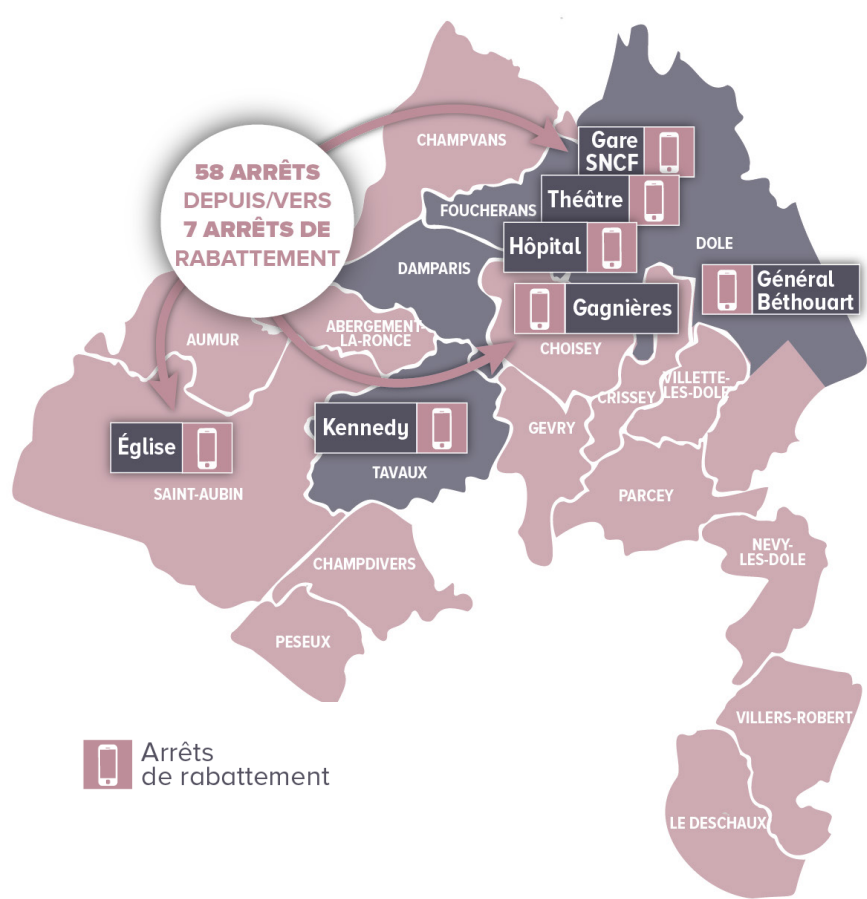 CHAMPVANS
Gare
SNCF
58 ARRÊTS
DEPUIS/VERS
7 ARRÊTS DE
RABATTEMENT
Théâtre
FOUCHERANS
Hôpital
DOLE
DAMPARIS
Général
Béthouart
Gagnières
ABERGEMENT-
LA-RONCE
AUMUR
CHOISEY
VILLETTE-
LES-DOLE
CRISSEY
Kennedy
GEVRY
Église
TAVAUX
SAINT-AUBIN
PARCEY
NEVY-
LES-DOLE
CHAMPDIVERS
PESEUX
VILLERS-ROBERT
Arrêts
de rabattement
LE DESCHAUX